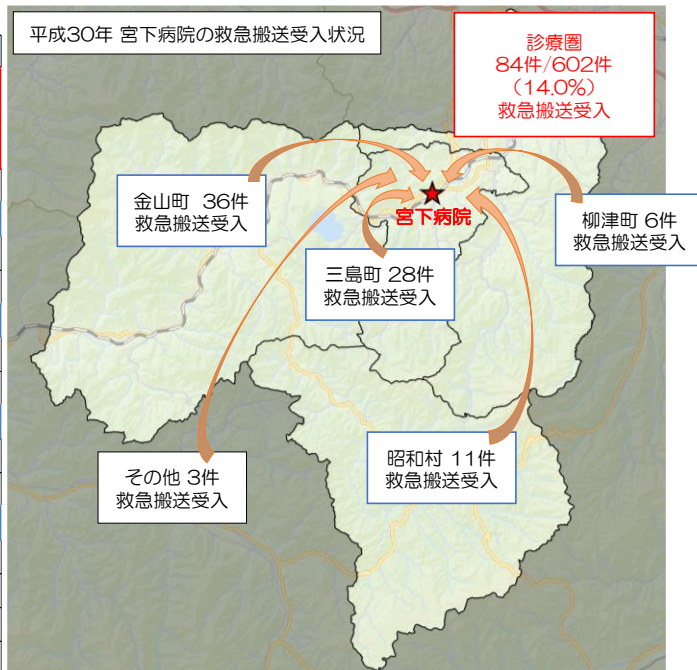 平成30年 宮下病院の救急搬送受入状況
診療圏
84件/602件
（14.0%）
救急搬送受入
金山町 36件
救急搬送受入
宮下病院
柳津町 6件
救急搬送受入
三島町 28件
救急搬送受入
昭和村 11件
救急搬送受入
その他 3件
救急搬送受入